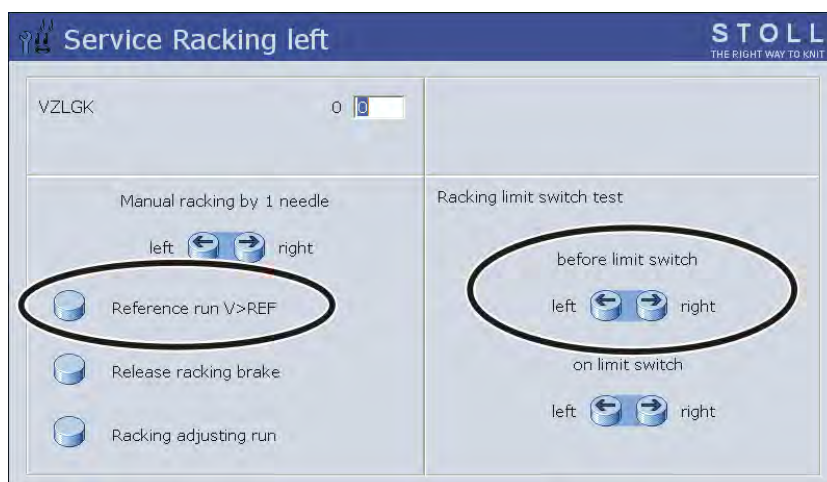 Service Racking left
STOLL
THE RIGHT WAY TO KNIT
VZLGK 0 0
Manual racking by 1 needle
left right
Reference run V>REF
Release racking brake
Racking adjusting run
Racking limit switch test
before limit switch
left right
on limit switch
left right